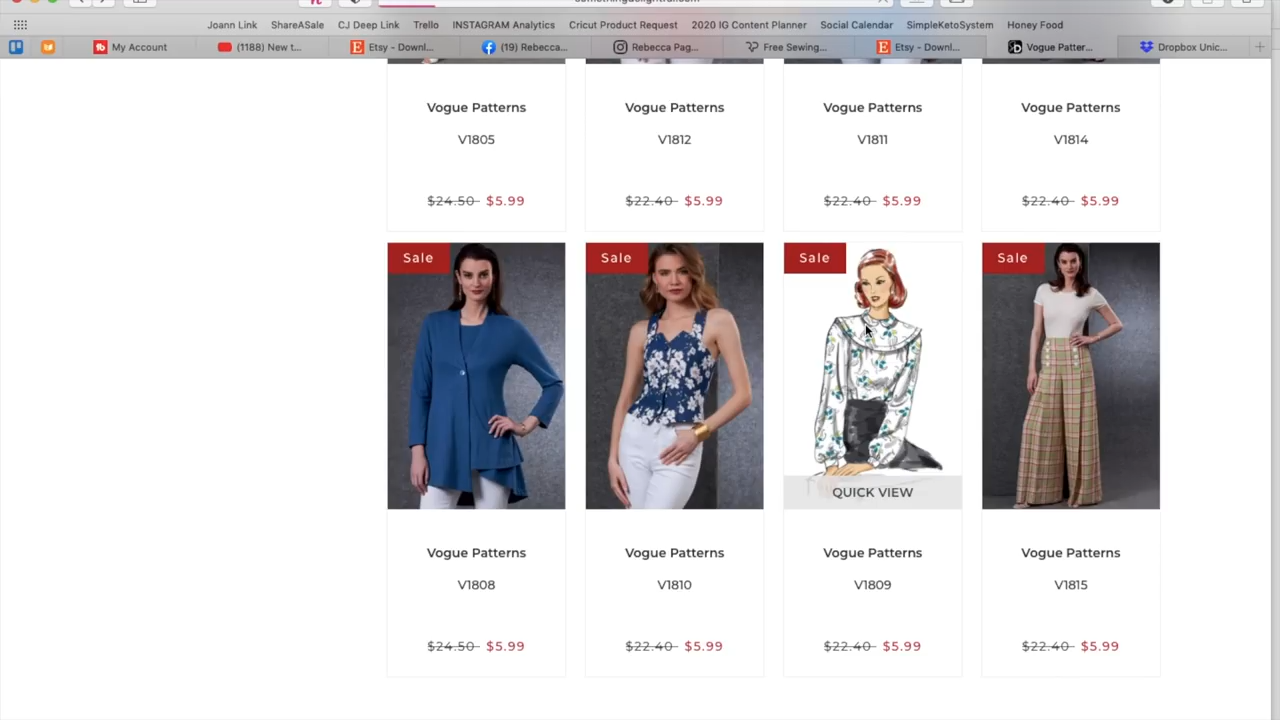 Joann Link ShareASale CJ Deep Link Trello INSTAGRAM Analytics Cricut Product Request 2020 IG Content Planner Social Calendar SimpleKetoSystem Honey Food
My Account (1188) New t... Etsy - Downl... (19) Rebecca... Rebecca Pag... Free Sewing... Etsy - Downl... Vogue Patter... Dropbox Unic...
Vogue Patterns Vogue Patterns Vogue Patterns Vogue Patterns
V1805 V1812 V1811 V1814
$24.50 $5.99 $22.40 $5.99 $22.40 $5.99 $22.40 $5.99
Sale Sale Sale Sale
QUICK VIEW
Vogue Patterns Vogue Patterns Vogue Patterns Vogue Patterns
V1808 V1810 V1809 V1815
$24.50 $5.99 $22.40 $5.99 $22.40 $5.99 $22.40 $5.99